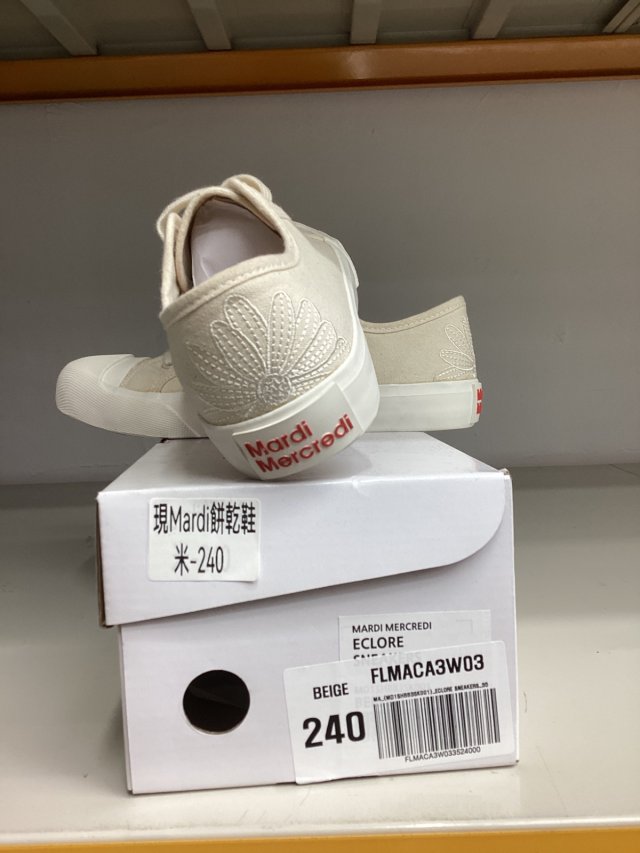 Mardi
Mercredi
現Mardi餅乾鞋
米-240
MARDI MERCREDI
ECLORE
SNEAKERS
FLMACA3W03
BEIGE
240
FLMACA3W033524000